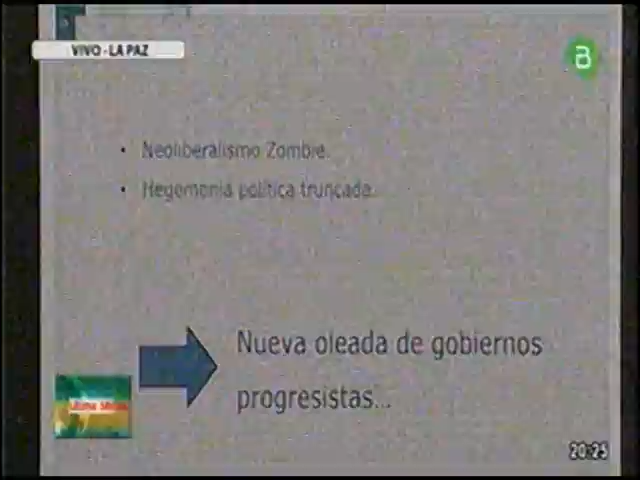 VIVO - LA PAZ
B
• Neoliberalismo Zombie.
• Hegemonía política truncada.
Nueva oleada de gobiernos
progresistas...
20:25